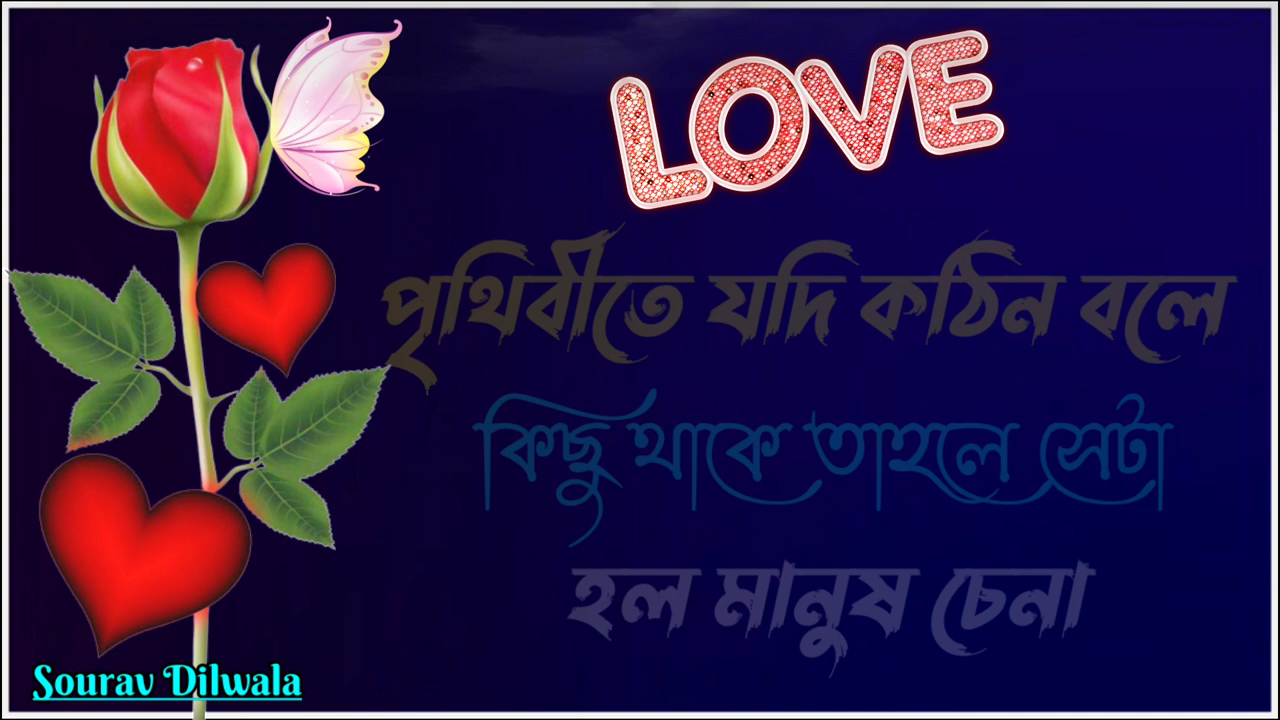 LOVE
পৃথিবীতে যদি কঠিন বলে
কিছু থাকে তাহলে সেটা
হল মানুষ চেনা
Sourav Dilwala